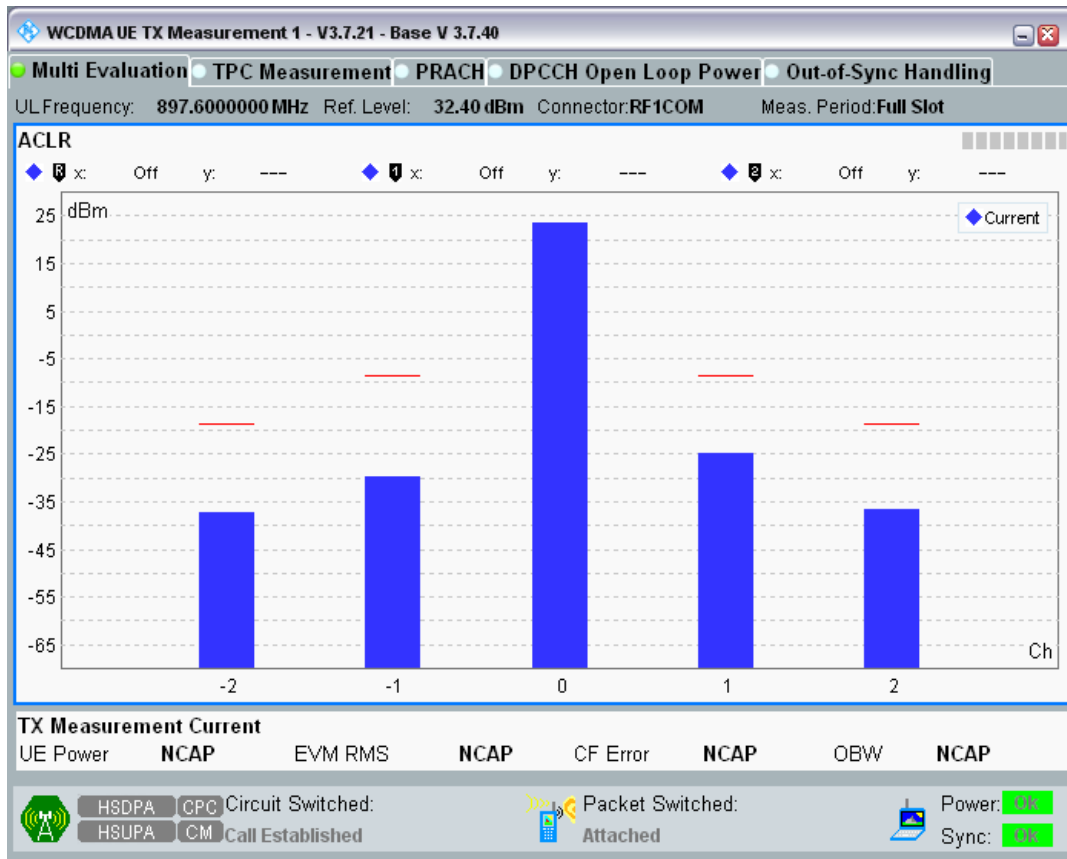 WCDMA UE TX Measurement 1 - V3.7.21 - Base V 3.7.40
Multi Evaluation TPC Measurement PRACH DPCCH Open Loop Power Out-of-Sync Handling
UL Frequency: 897.6000000 MHz Ref. Level: 32.40 dBm Connector:RF1COM Meas. Period:Full Slot
ACLR
R x: Off y: --- 1 x: Off y: --- 2 x: Off y: ---
dBm
Current
25
15
5
-5
-15
-25
-35
-45
-55
-65
Ch
-2 -1 0 1 2
TX Measurement Current
UE Power NCAP EVM RMS NCAP CF Error NCAP OBW NCAP
HSDPA CPC Circuit Switched: Packet Switched: Power: Ok
HSUPA CM Call Established Attached Sync: Ok